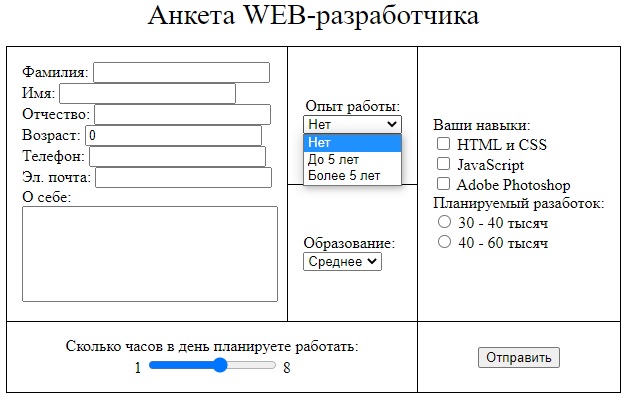 Анкета WEB-разработчика
Фамилия:
Имя:
Отчество:
Возраст: 0
Телефон:
Эл. почта:
О себе:
Опыт работы:
Нет
Нет
До 5 лет
Более 5 лет
Образование:
Среднее
Ваши навыки:
HTML и CSS
JavaScript
Adobe Photoshop
Планируемый разаботок:
30 - 40 тысяч
40 - 60 тысяч
Сколько часов в день планируете работать:
1 8
Отправить